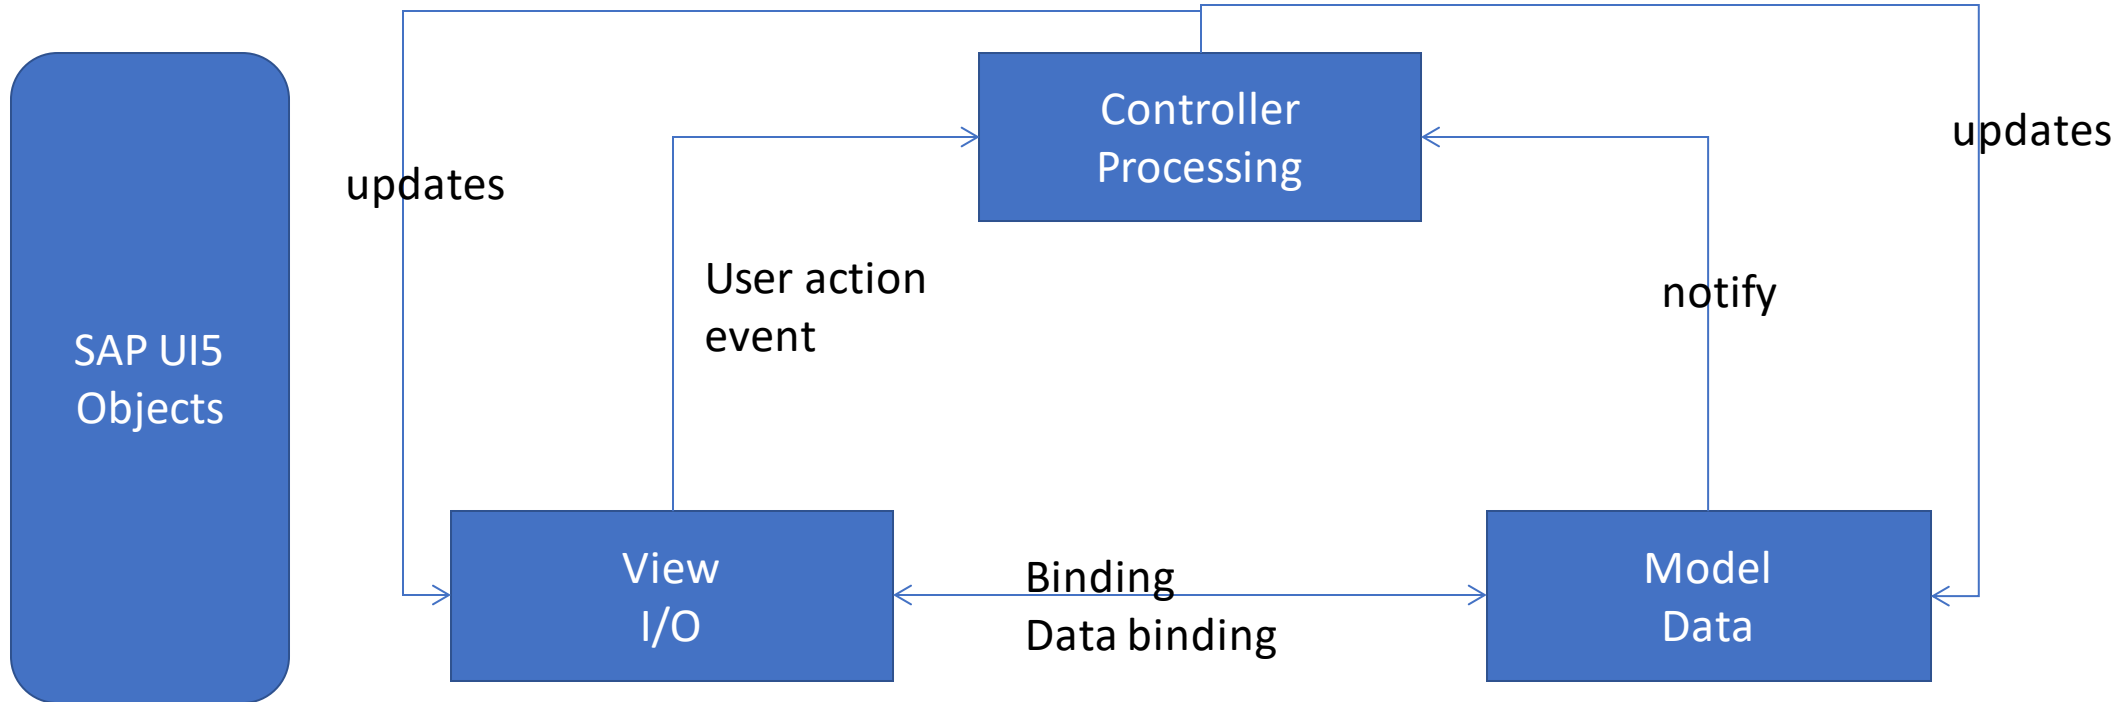 Controller
Processing
updates
updates
User action
event
notify
SAP UI5
Objects
View
I/O
Binding
Data binding
Model
Data